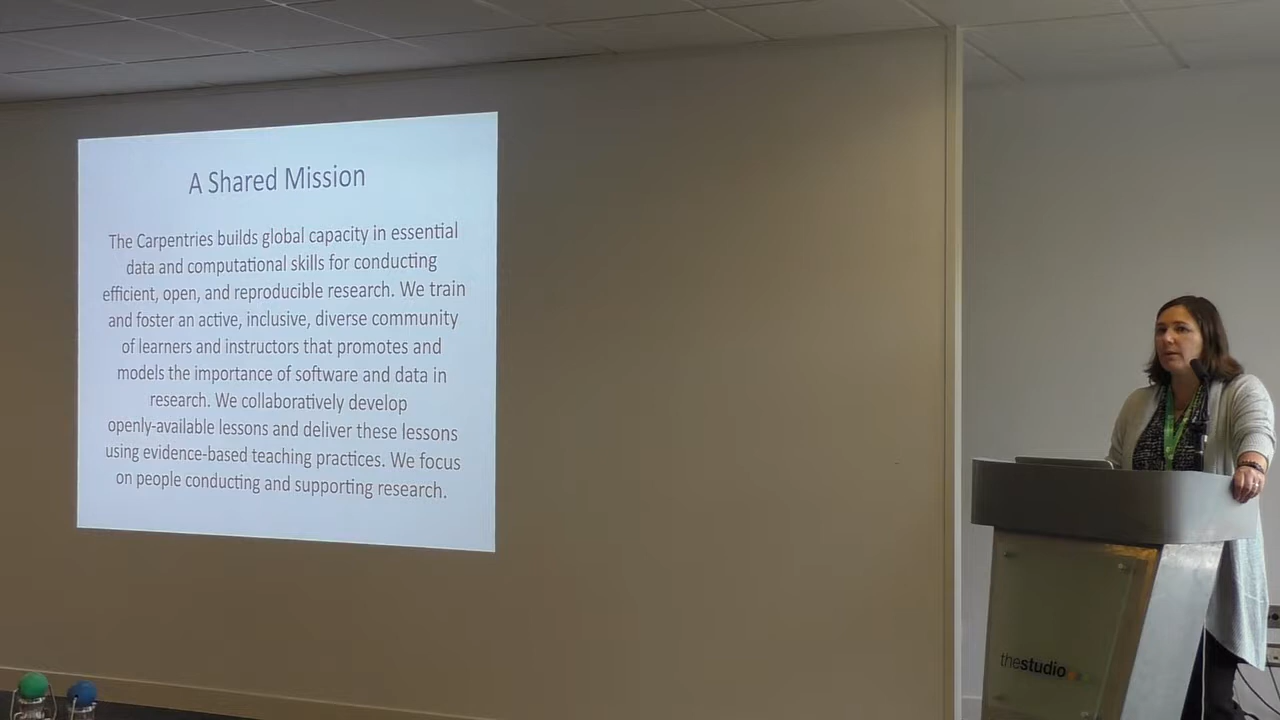 A Shared Mission
The Carpentries builds global capacity in essential
data and computational skills for conducting
efficient, open, and reproducible research. We train
and foster an active, inclusive, diverse community
of learners and instructors that promotes and
models the importance of software and data in
research. We collaboratively develop
openly-available lessons and deliver these lessons
using evidence-based teaching practices. We focus
on people conducting and supporting research.
thestudio